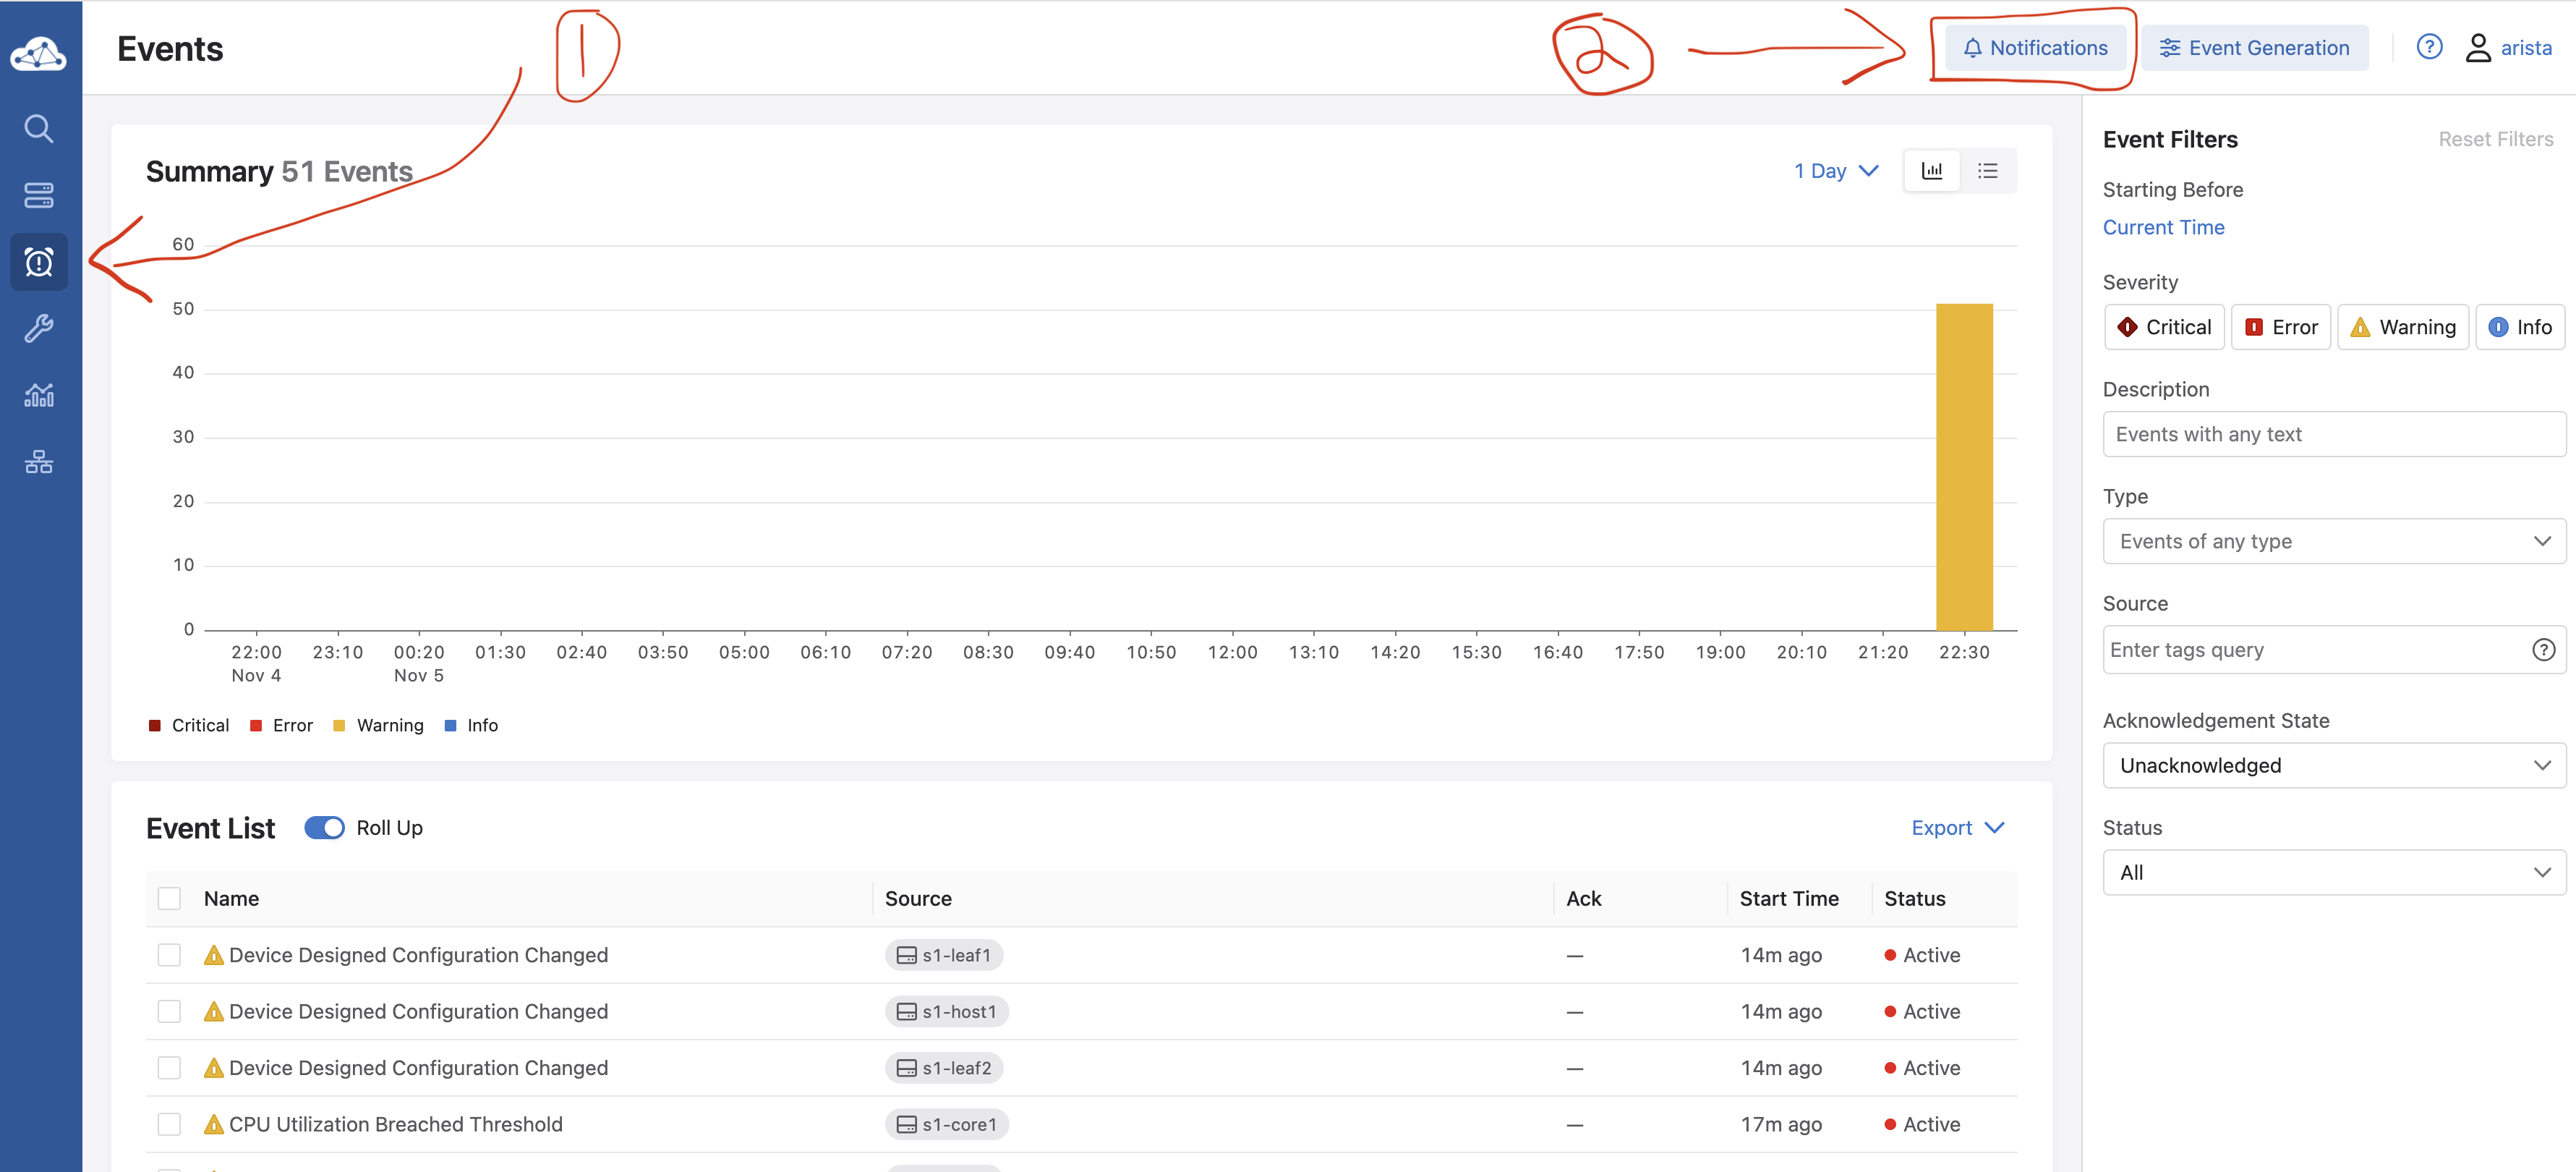 Events
1
2
Notifications
Event Generation
arista
Summary 51 Events
1 Day
60
50
40
30
20
10
0
22:00 23:10 00:20 01:30 02:40 03:50 05:00 06:10 07:20 08:30 09:40 10:50 12:00 13:10 14:20 15:30 16:40 17:50 19:00 20:10 21:20 22:30
Nov 4 Nov 5
Critical Error Warning Info
Event List Roll Up
Export
Name Source Ack Start Time Status
Device Designed Configuration Changed s1-leaf1 — 14m ago Active
Device Designed Configuration Changed s1-host1 — 14m ago Active
Device Designed Configuration Changed s1-leaf2 — 14m ago Active
CPU Utilization Breached Threshold s1-core1 — 17m ago Active
Event Filters Reset Filters
Starting Before
Current Time
Severity
Critical Error Warning Info
Description
Events with any text
Type
Events of any type
Source
Enter tags query
Acknowledgement State
Unacknowledged
Status
All